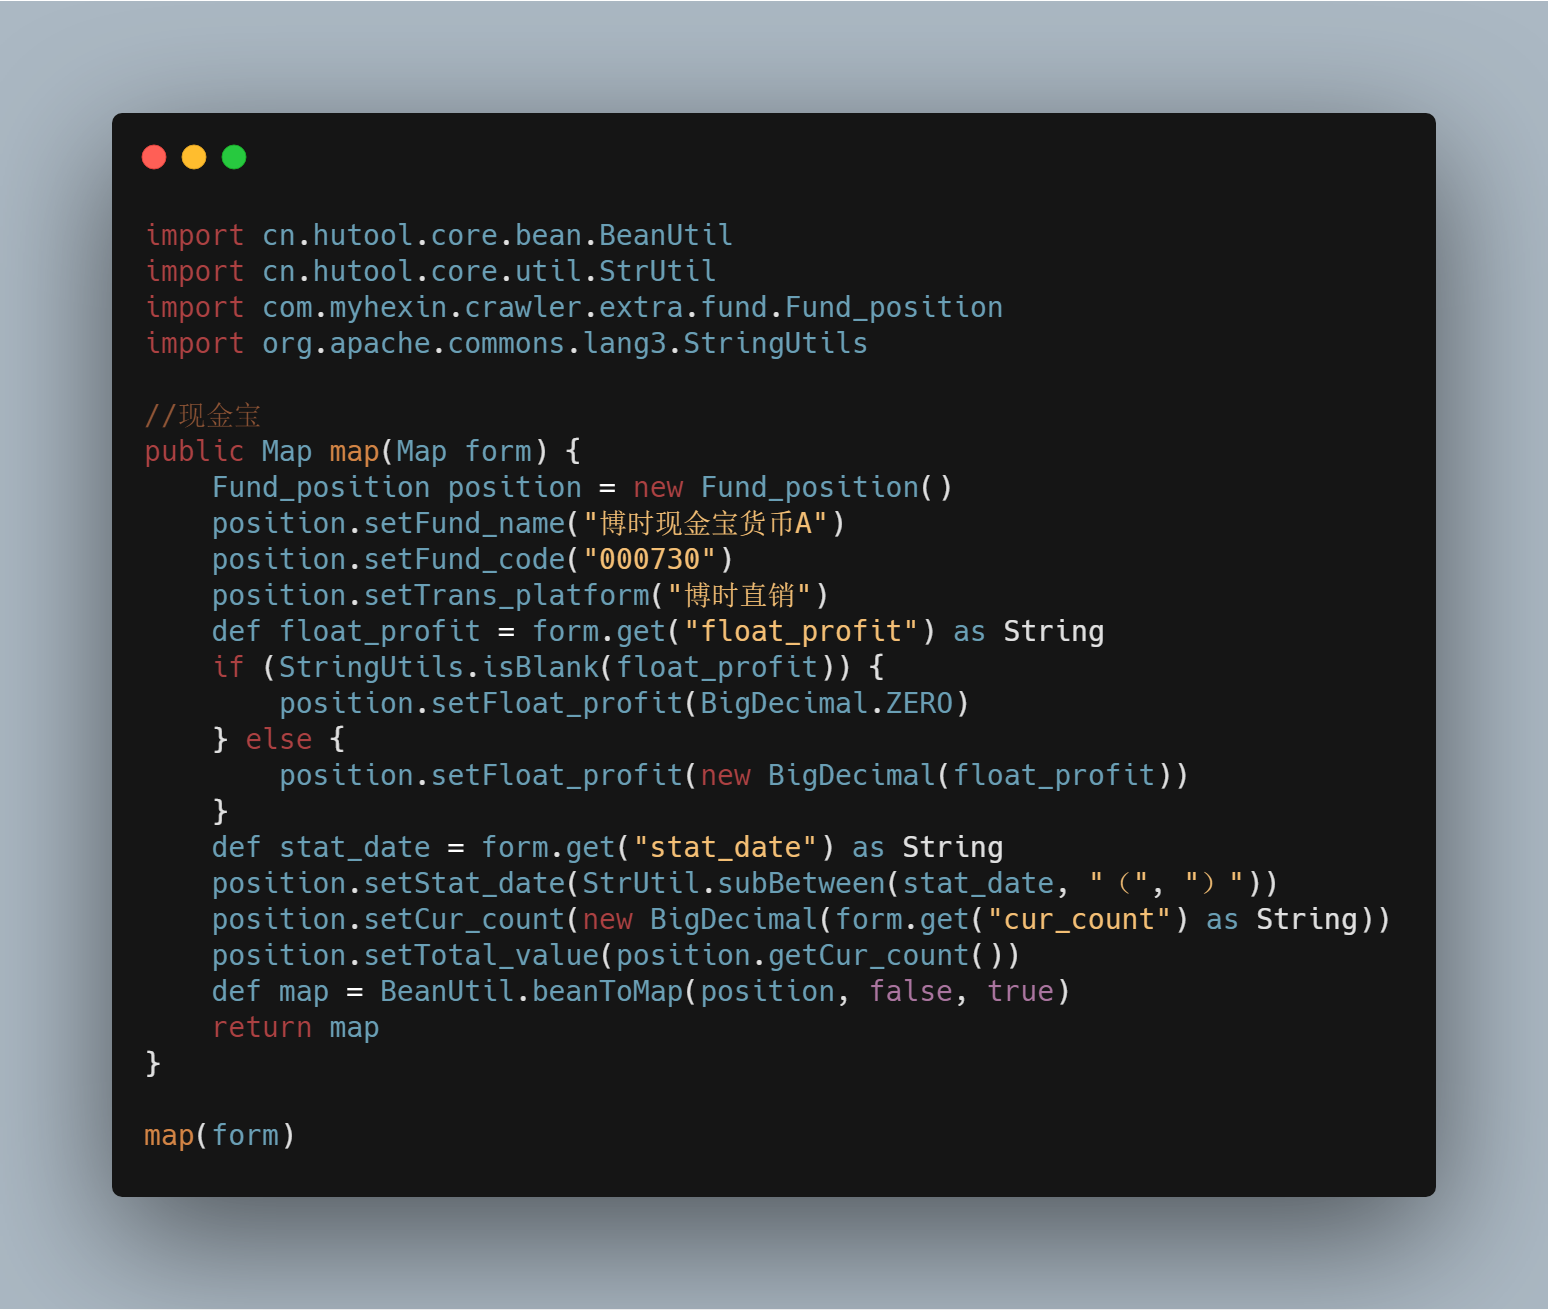 import cn.hutool.core.bean.BeanUtil
import cn.hutool.core.util.StrUtil
import com.myhexin.crawler.extra.fund.Fund_position
import org.apache.commons.lang3.StringUtils

//现金宝
public Map map(Map form) {
    Fund_position position = new Fund_position()
    position.setFund_name("博时现金宝货币A")
    position.setFund_code("000730")
    position.setTrans_platform("博时直销")
    def float_profit = form.get("float_profit") as String
    if (StringUtils.isBlank(float_profit)) {
        position.setFloat_profit(BigDecimal.ZERO)
    } else {
        position.setFloat_profit(new BigDecimal(float_profit))
    }
    def stat_date = form.get("stat_date") as String
    position.setStat_date(StrUtil.subBetween(stat_date, "（", "）"))
    position.setCur_count(new BigDecimal(form.get("cur_count") as String))
    position.setTotal_value(position.getCur_count())
    def map = BeanUtil.beanToMap(position, false, true)
    return map
}

map(form)